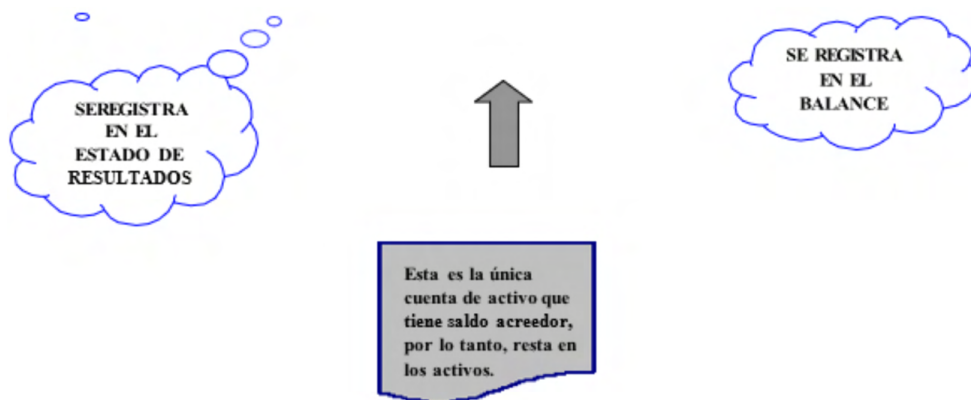 SEREGISTRA
EN EL
ESTADO DE
RESULTADOS
SE REGISTRA
EN EL
BALANCE
Esta es la única
cuenta de activo que
tiene saldo acreedor,
por lo tanto, resta en
los activos.